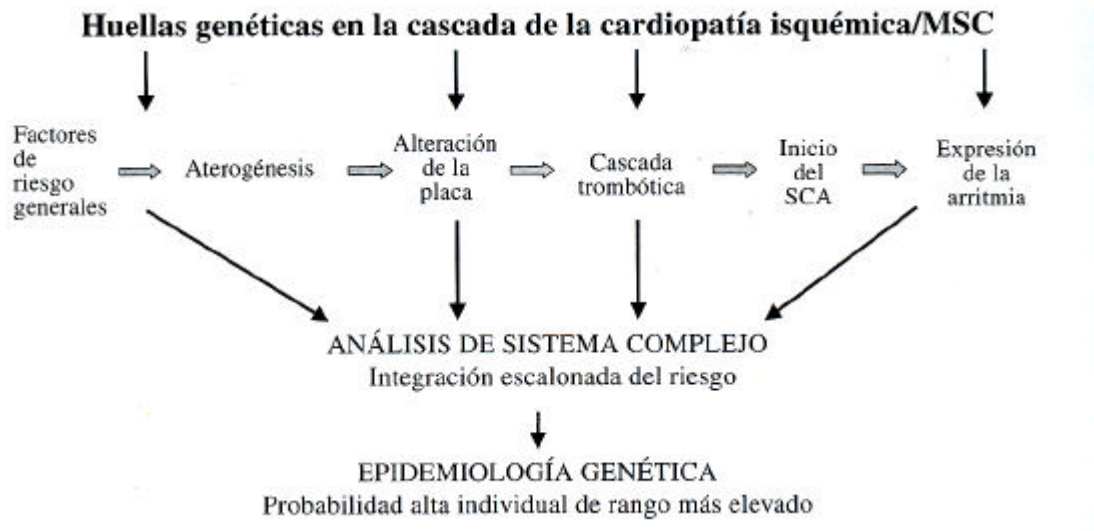 Huellas genéticas en la cascada de la cardiopatía isquémica/MSC
Factores
de
riesgo
generales
Aterogénesis
Alteración
de la
placa
Cascada
trombótica
Inicio
del
SCA
Expresión
de la
arritmia
ANÁLISIS DE SISTEMA COMPLEJO
Integración escalonada del riesgo
EPIDEMIOLOGÍA GENÉTICA
Probabilidad alta individual de rango más elevado